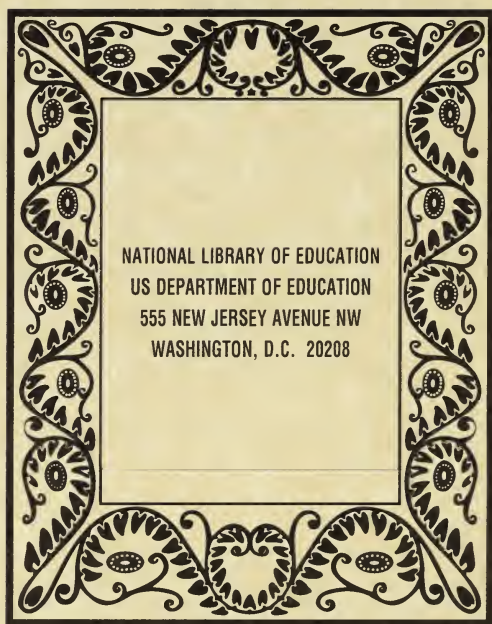 NATIONAL LIBRARY OF EDUCATION
US DEPARTMENT OF EDUCATION
555 NEW JERSEY AVENUE NW
WASHINGTON, D.C. 20208